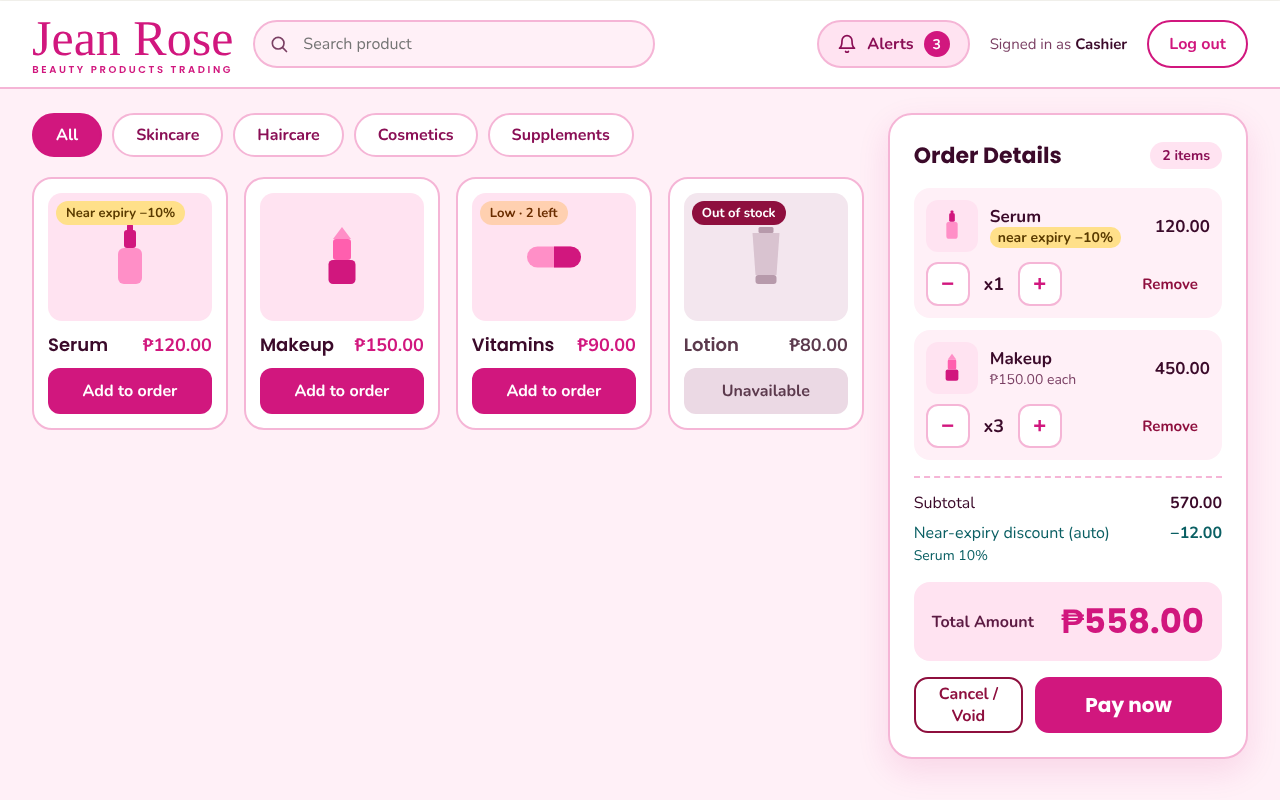 Jean Rose
BEAUTY PRODUCTS TRADING
Search product
Alerts 3
Signed in as Cashier
Log out
All
Skincare
Haircare
Cosmetics
Supplements
Near expiry −10%
Serum ₱120.00
Add to order
Makeup ₱150.00
Add to order
Low · 2 left
Vitamins ₱90.00
Add to order
Out of stock
Lotion ₱80.00
Unavailable
Order Details
2 items
Serum
near expiry −10%
120.00
− x1 + Remove
Makeup
₱150.00 each
450.00
− x3 + Remove
Subtotal 570.00
Near-expiry discount (auto) −12.00
Serum 10%
Total Amount ₱558.00
Cancel /
Void
Pay now